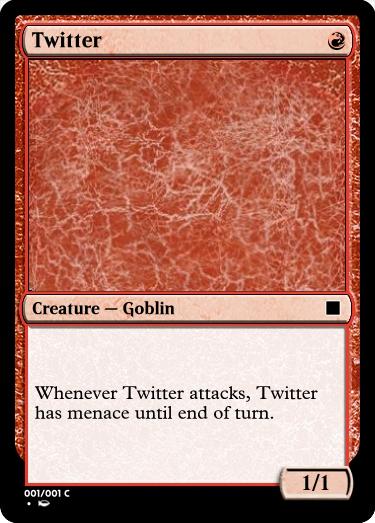 Twitter
Creature — Goblin
Whenever Twitter attacks, Twitter
has menace until end of turn.
1/1
001/001 C